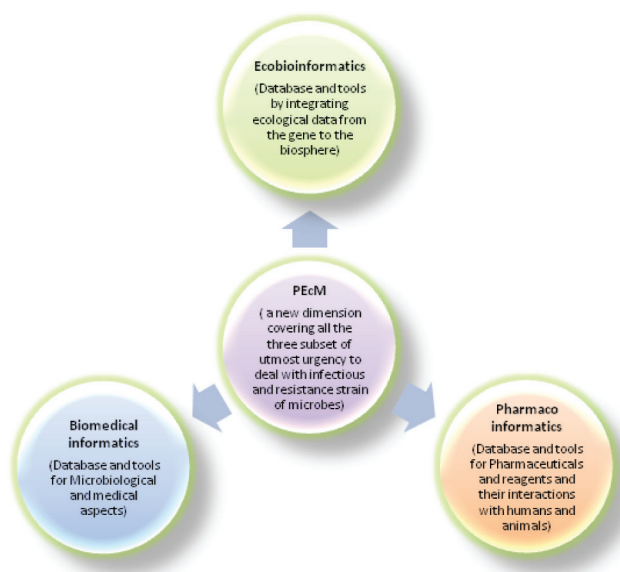 Ecobioinformatics
(Database and tools
by integrating
ecological data from
the gene to the
biosphere)
PEcM
( a new dimension
covering all the
three subset of
utmost urgency to
deal with infectious
and resistance strain
of microbes)
Biomedical
informatics
(Database and tools
for Microbiological
and medical
aspects)
Pharmaco
informatics
(Database and tools
for Pharmaceuticals
and reagents and
their interactions
with humans and
animals)